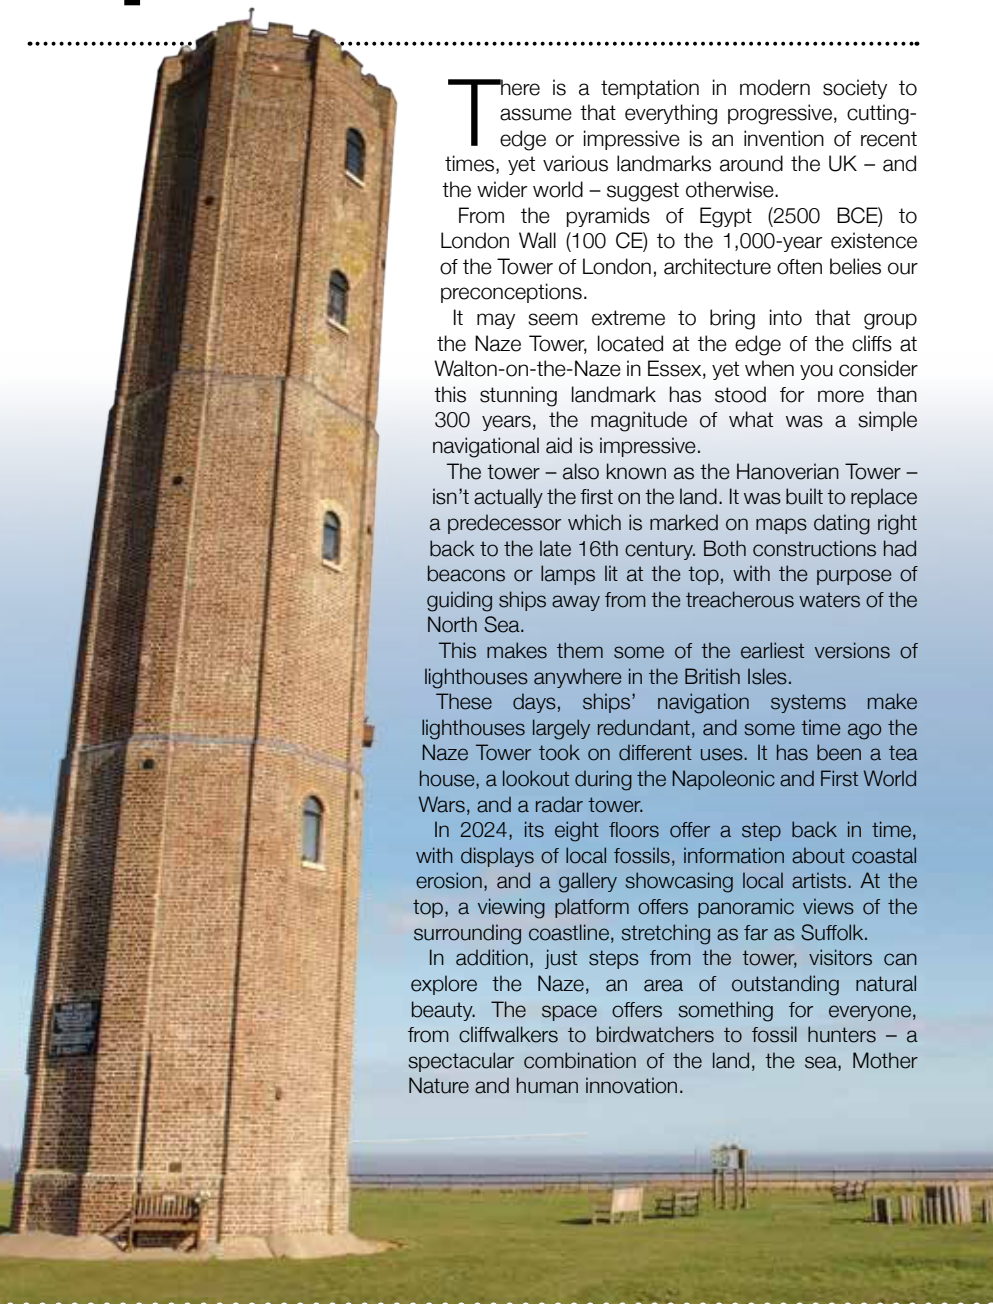 There is a temptation in modern society to
assume that everything progressive, cutting-
edge or impressive is an invention of recent
times, yet various landmarks around the UK – and
the wider world – suggest otherwise.
From the pyramids of Egypt (2500 BCE) to
London Wall (100 CE) to the 1,000-year existence
of the Tower of London, architecture often belies our
preconceptions.
It may seem extreme to bring into that group
the Naze Tower, located at the edge of the cliffs at
Walton-on-the-Naze in Essex, yet when you consider
this stunning landmark has stood for more than
300 years, the magnitude of what was a simple
navigational aid is impressive.
The tower – also known as the Hanoverian Tower –
isn’t actually the first on the land. It was built to replace
a predecessor which is marked on maps dating right
back to the late 16th century. Both constructions had
beacons or lamps lit at the top, with the purpose of
guiding ships away from the treacherous waters of the
North Sea.
This makes them some of the earliest versions of
lighthouses anywhere in the British Isles.
These days, ships’ navigation systems make
lighthouses largely redundant, and some time ago the
Naze Tower took on different uses. It has been a tea
house, a lookout during the Napoleonic and First World
Wars, and a radar tower.
In 2024, its eight floors offer a step back in time,
with displays of local fossils, information about coastal
erosion, and a gallery showcasing local artists. At the
top, a viewing platform offers panoramic views of the
surrounding coastline, stretching as far as Suffolk.
In addition, just steps from the tower, visitors can
explore the Naze, an area of outstanding natural
beauty. The space offers something for everyone,
from cliffwalkers to birdwatchers to fossil hunters – a
spectacular combination of the land, the sea, Mother
Nature and human innovation.